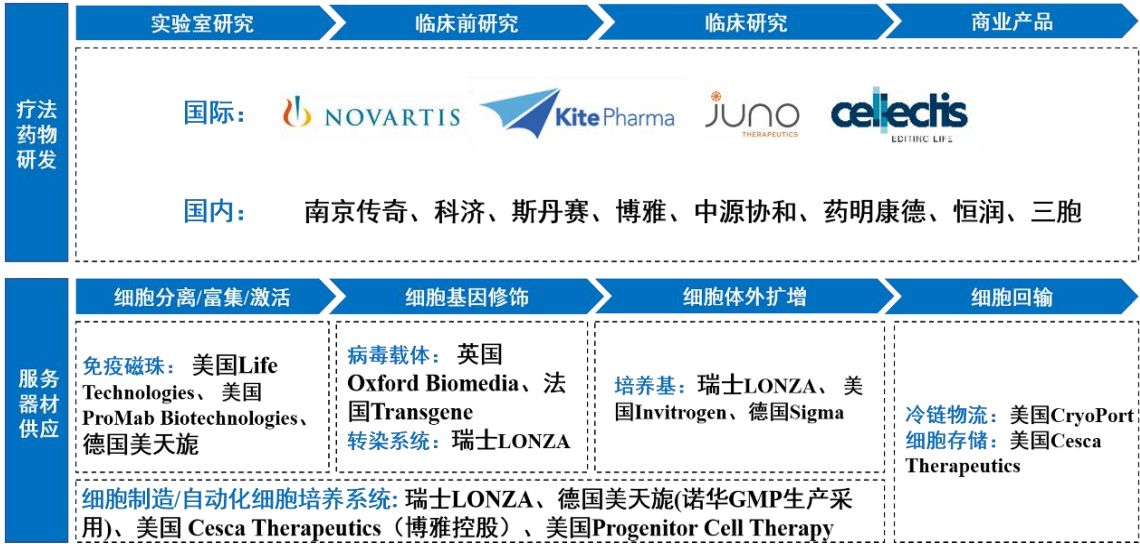 实验室研究
临床前研究
临床研究
商业产品
疗法
药物
研发
国际：
NOVARTIS
Kite Pharma
JUNO
THERAPEUTICS
cellectis
EDITING LIFE
国内：
南京传奇、科济、斯丹赛、博雅、中源协和、药明康德、恒润、三胞
细胞分离/富集/激活
细胞基因修饰
细胞体外扩增
细胞回输
服务
器材
供应
免疫磁珠： 美国Life
Technologies、 美国
ProMab Biotechnologies、
德国美天旎
病毒载体： 英国
Oxford Biomedia、法
国Transgene
转染系统：瑞士LONZA
培养基：瑞士LONZA、 美
国Invitrogen、德国Sigma
冷链物流：美国CryoPort
细胞存储：美国Cesca
Therapeutics
细胞制造/自动化细胞培养系统: 瑞士LONZA、德国美天旎(诺华GMP生产采
用)、美国 Cesca Therapeutics（博雅控股）、美国Progenitor Cell Therapy